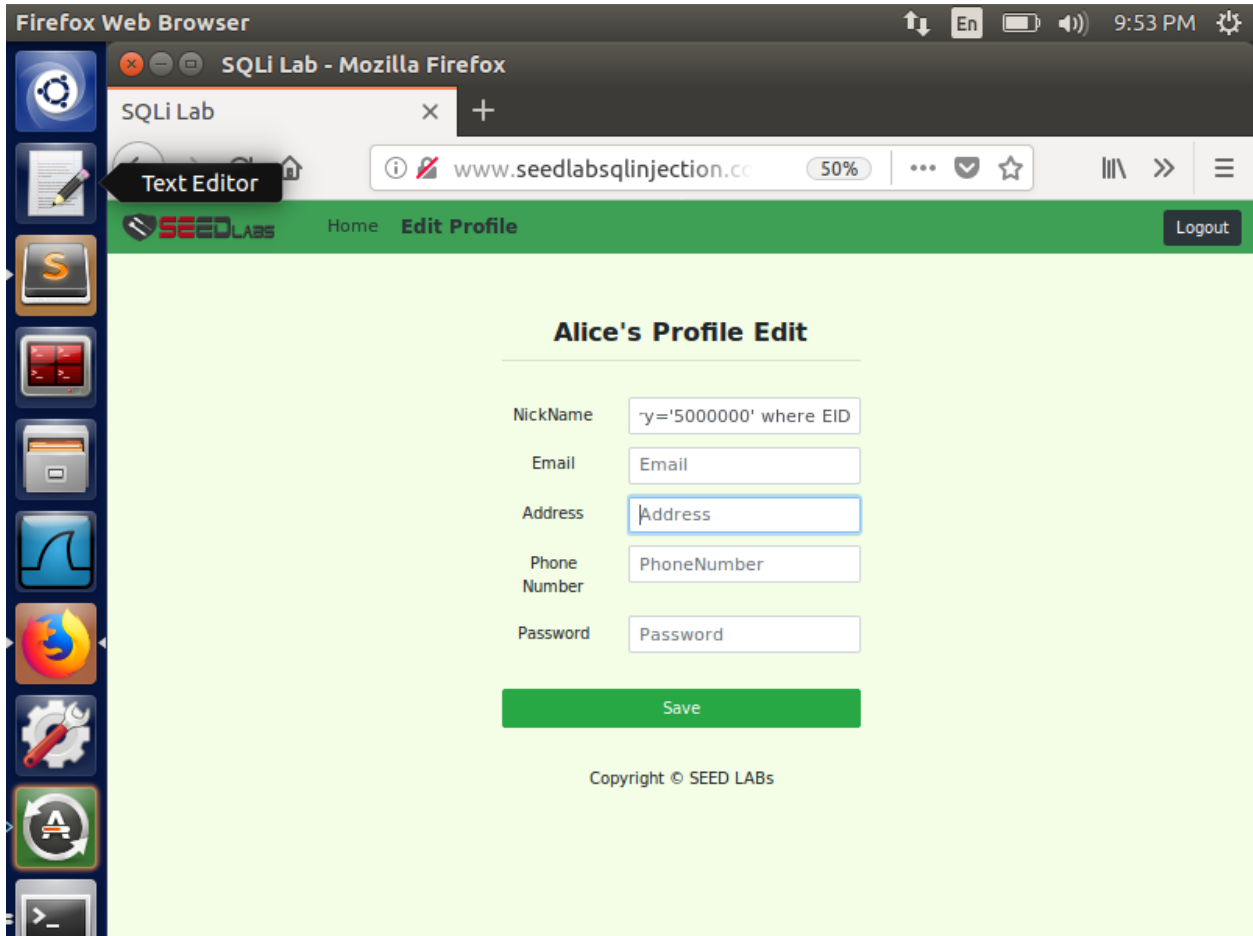 Firefox Web Browser
En
9:53 PM
SQLi Lab - Mozilla Firefox
SQLi Lab
Text Editor
www.seedlabsqlinjection.co
50%
SEEDLABS
Home
Edit Profile
Logout
Alice's Profile Edit
NickName
y='5000000' where EID
Email
Email
Address
Address
Phone
Number
PhoneNumber
Password
Password
Save
Copyright © SEED LABs